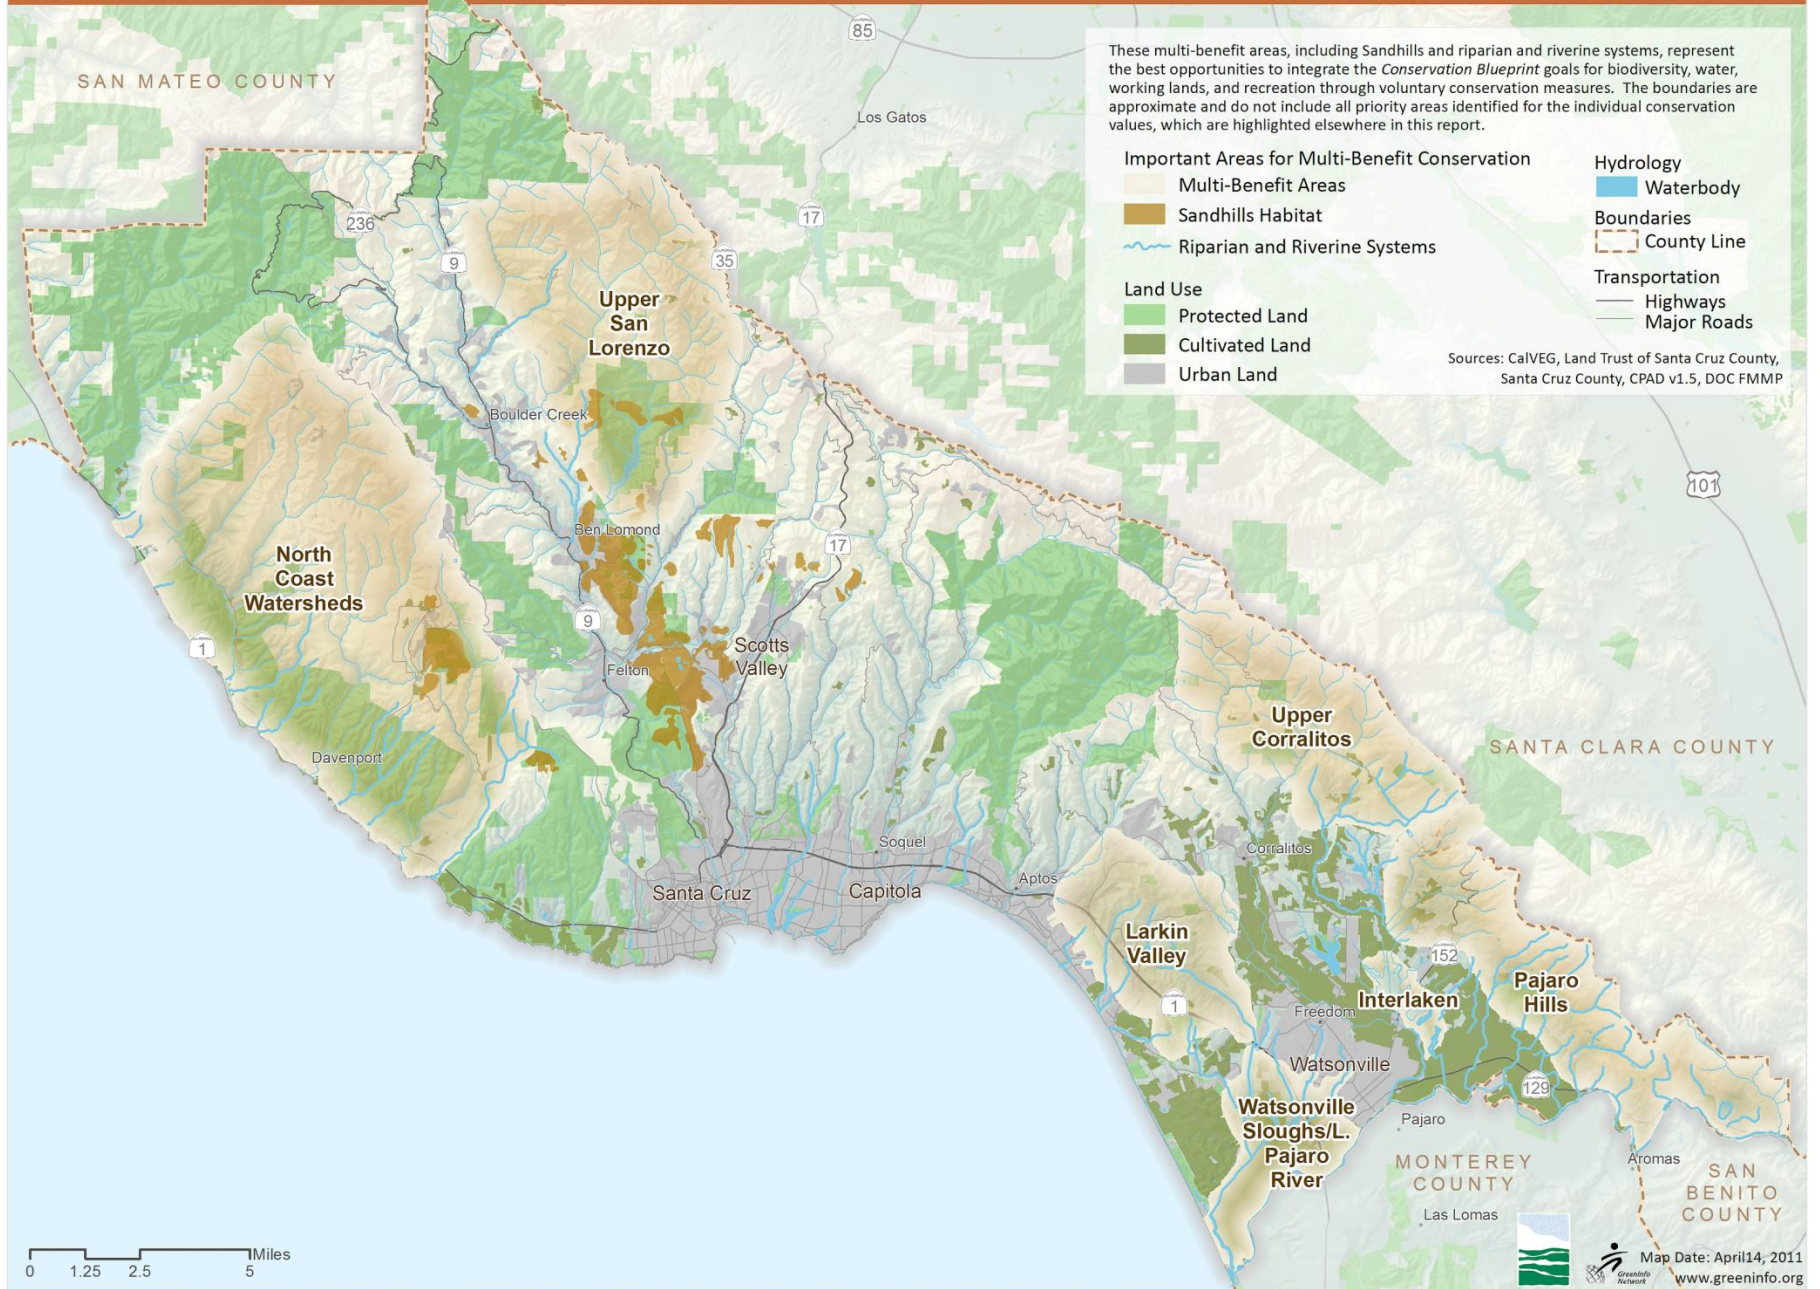 SAN MATEO COUNTY
85
Los Gatos
17
35
236
9
These multi-benefit areas, including Sandhills and riparian and riverine systems, represent
the best opportunities to integrate the Conservation Blueprint goals for biodiversity, water,
working lands, and recreation through voluntary conservation measures. The boundaries are
approximate and do not include all priority areas identified for the individual conservation
values, which are highlighted elsewhere in this report.
Important Areas for Multi-Benefit Conservation
Multi-Benefit Areas
Sandhills Habitat
Riparian and Riverine Systems
Land Use
Protected Land
Cultivated Land
Urban Land
Hydrology
Waterbody
Boundaries
County Line
Transportation
Highways
Major Roads
Sources: CalVEG, Land Trust of Santa Cruz County,
Santa Cruz County, CPAD v1.5, DOC FMMP
Upper
San
Lorenzo
Boulder Creek
101
Ben Lomond
17
North
Coast
Watersheds
9
1
Scotts
Valley
Felton
Davenport
Upper
Corralitos
SANTA CLARA COUNTY
Soquel
Corralitos
Santa Cruz
Capitola
Aptos
Larkin
Valley
152
1
Interlaken
Pajaro
Hills
Freedom
Watsonville
129
Watsonville
Sloughs/L.
Pajaro
River
Pajaro
MONTEREY
COUNTY
Aromas
SAN
BENITO
COUNTY
Las Lomas
Miles
0 1.25 2.5 5
GreenInfo
Network
Map Date: April14, 2011
www.greeninfo.org